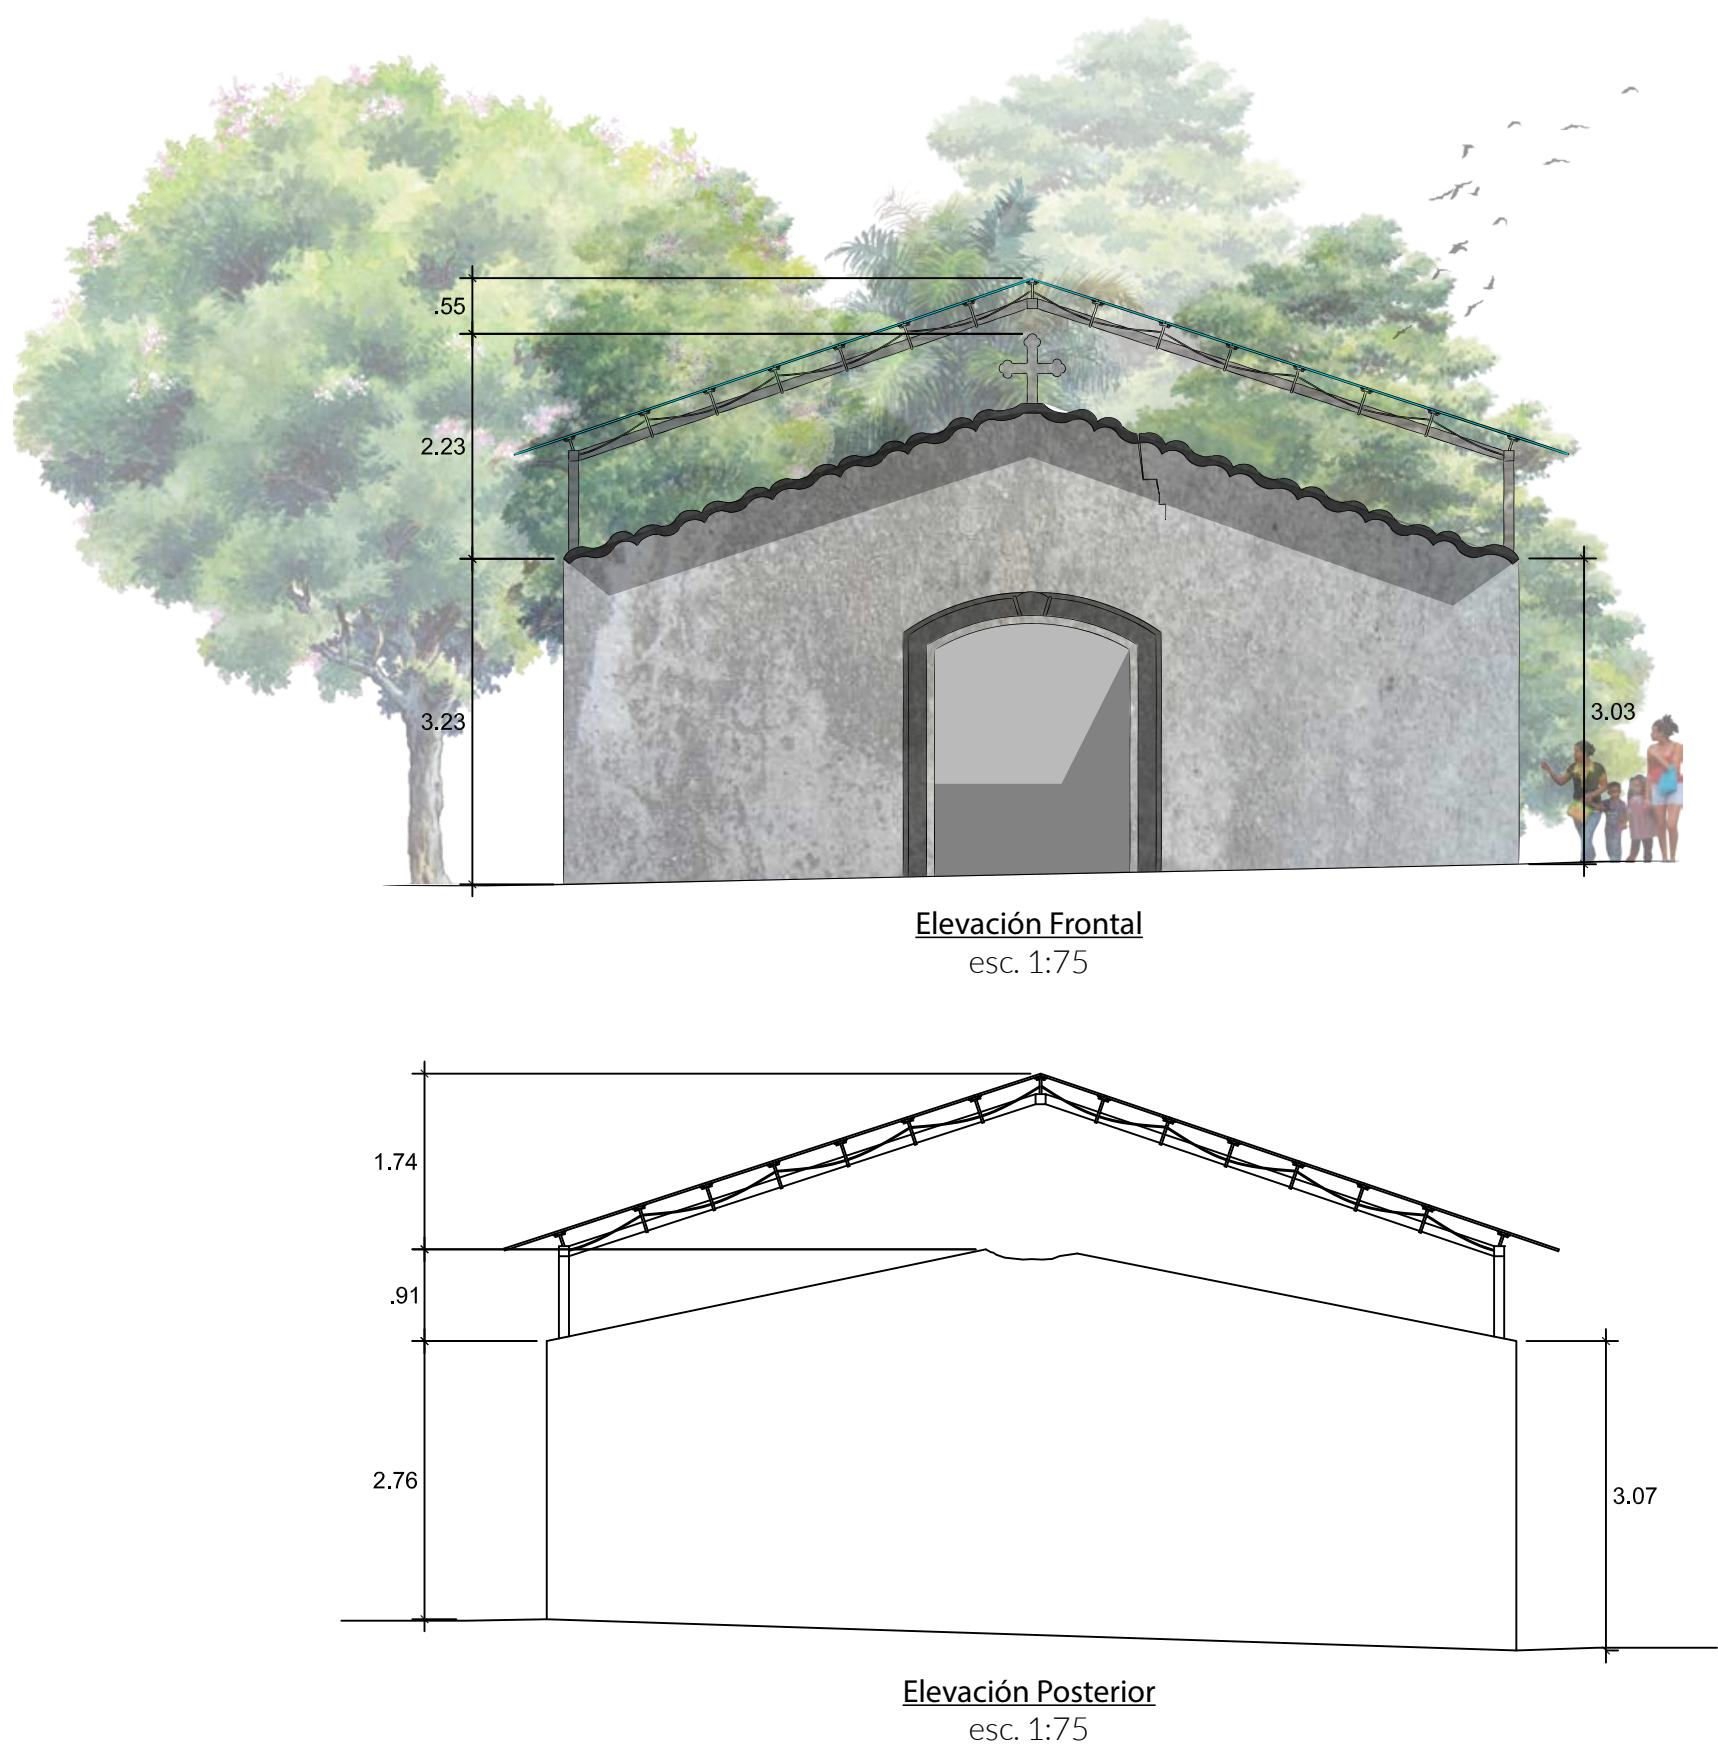 .55
2.23
3.23
3.03
Elevación Frontal
esc. 1:75
1.74
.91
2.76
3.07
Elevación Posterior
esc. 1:75